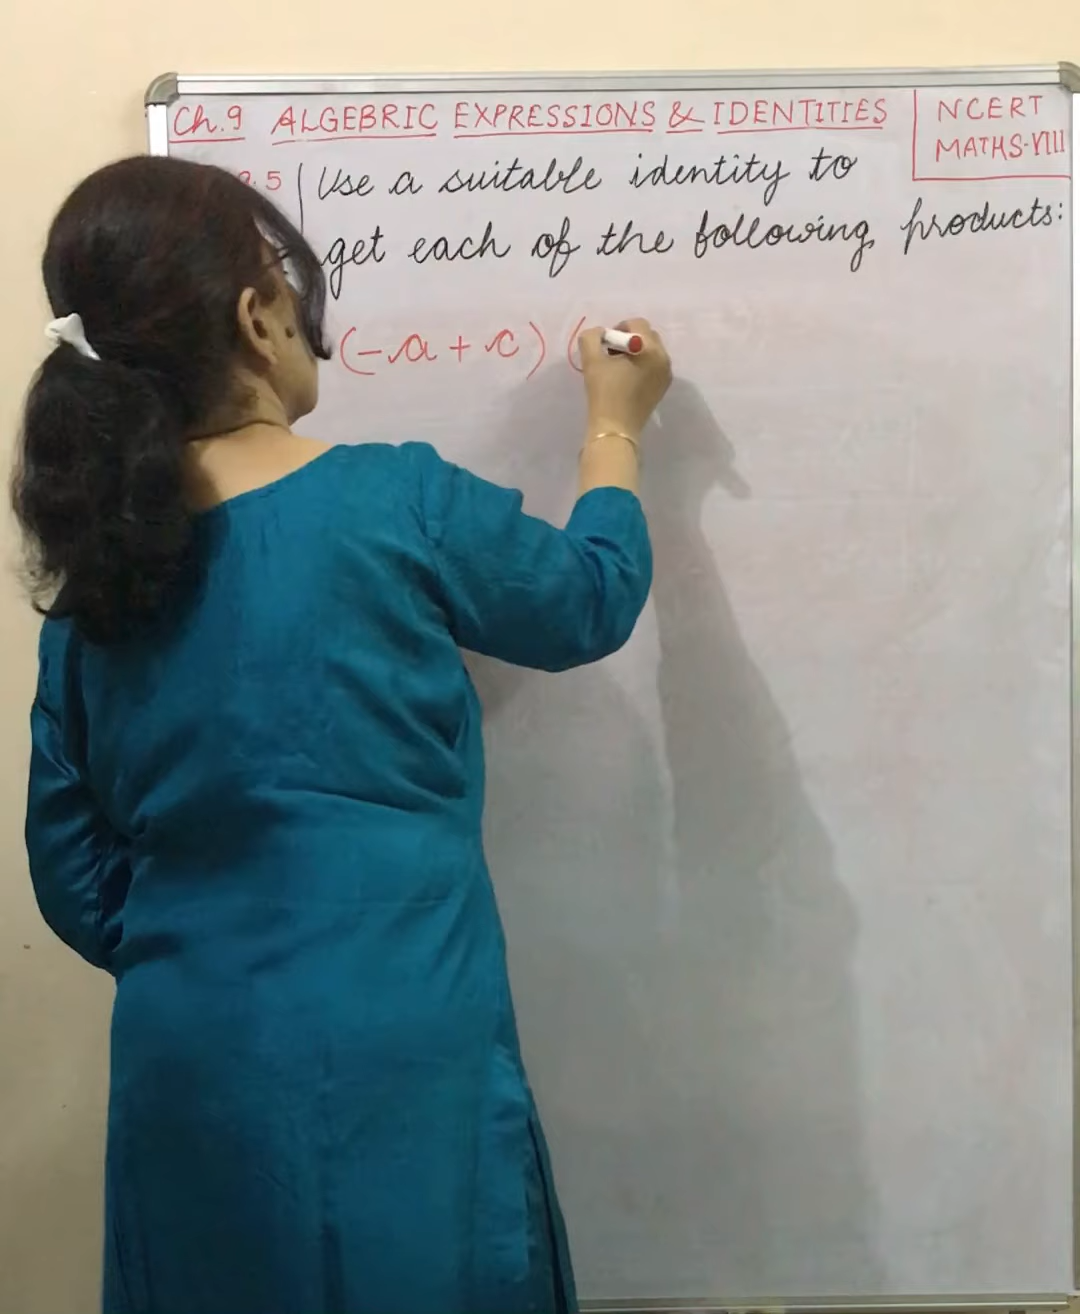 Ch.9 ALGEBRIC EXPRESSIONS & IDENTITIES
NCERT
MATHS-VIII
.5 Use a suitable identity to
get each of the following products:
(-a + c) (